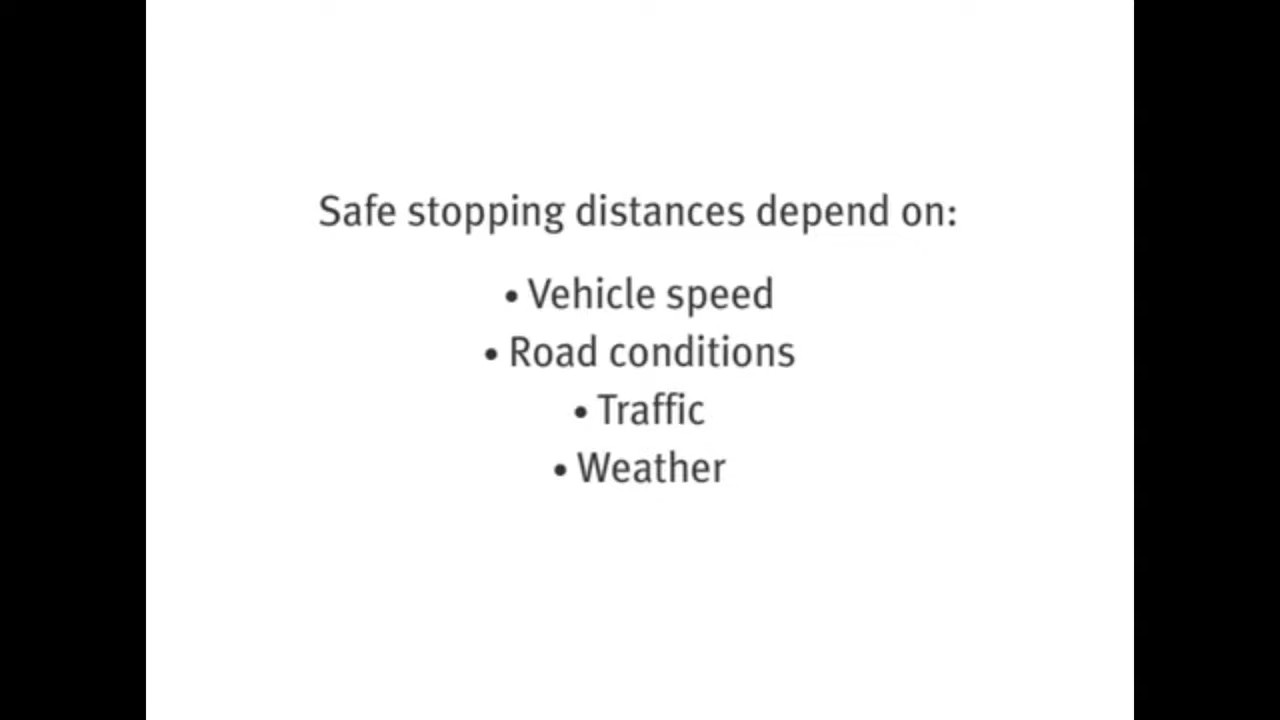 Safe stopping distances depend on:
• Vehicle speed
• Road conditions
• Traffic
• Weather